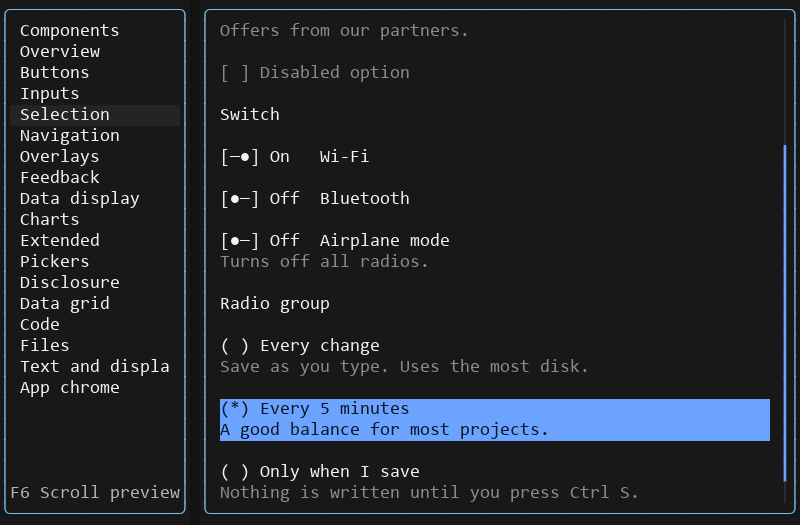 Components
Overview
Buttons
Inputs
Selection
Navigation
Overlays
Feedback
Data display
Charts
Extended
Pickers
Disclosure
Data grid
Code
Files
Text and displa
App chrome
F6 Scroll preview
Offers from our partners.
[ ] Disabled option
Switch
[─●] On   Wi-Fi
[●─] Off  Bluetooth
[●─] Off  Airplane mode
Turns off all radios.
Radio group
( ) Every change
Save as you type. Uses the most disk.
(*) Every 5 minutes
A good balance for most projects.
( ) Only when I save
Nothing is written until you press Ctrl S.